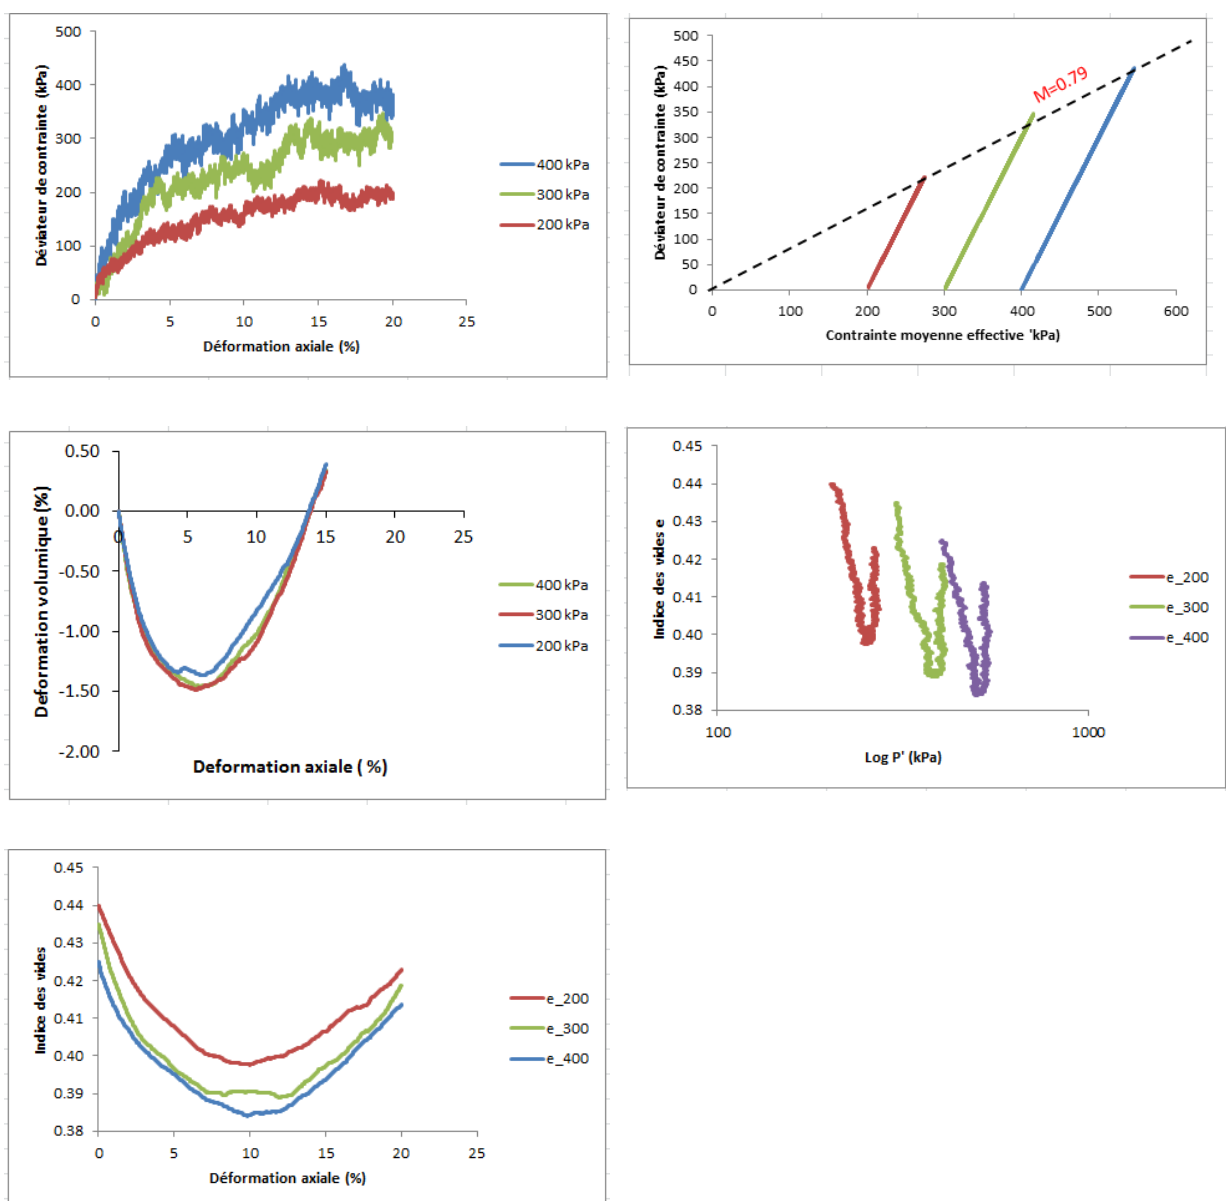 500
400
300
200
100
0
0
5
10
15
20
25
Déviateur de contrainte (kPa)
Déformation axiale (%)
400 kPa
300 kPa
200 kPa
500
450
400
350
300
250
200
150
100
50
0
0
100
200
300
400
500
600
Déviateur de contrainte (kPa)
Contrainte moyenne effective 'kPa)
M=0.79
0.50
0.00
-0.50
-1.00
-1.50
-2.00
0
5
10
15
20
25
Deformation volumique (%)
Deformation axiale ( %)
400 kPa
300 kPa
200 kPa
0.45
0.44
0.43
0.42
0.41
0.40
0.39
0.38
100
1000
Indice des vides e
Log P' (kPa)
e_200
e_300
e_400
0.45
0.44
0.43
0.42
0.41
0.40
0.39
0.38
0
5
10
15
20
25
Indice des vides
Déformation axiale (%)
e_200
e_300
e_400